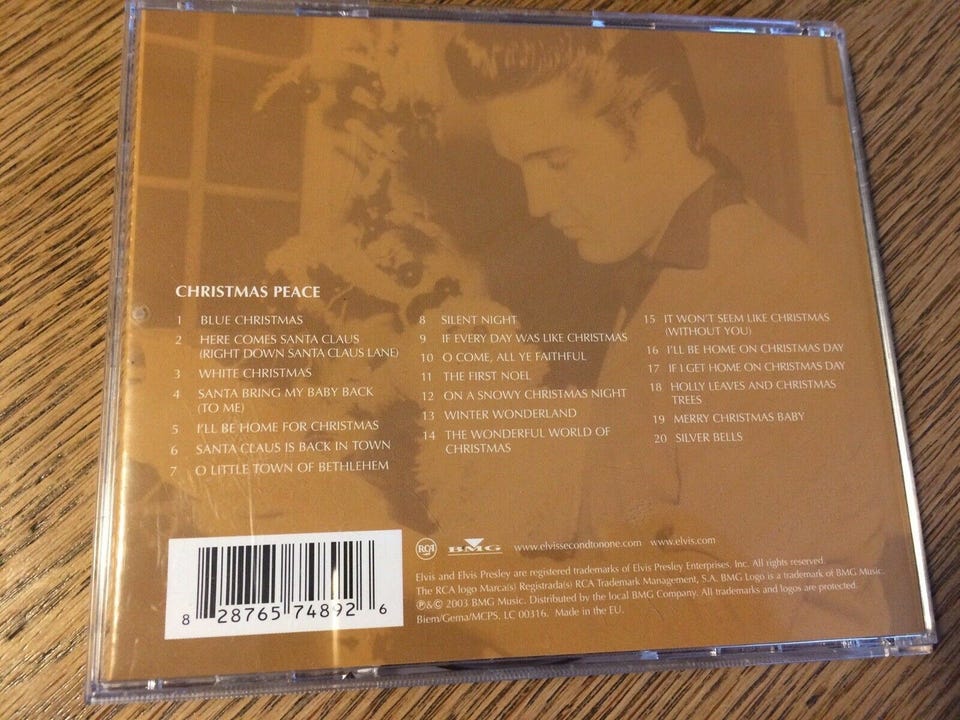 CHRISTMAS PEACE
1 BLUE CHRISTMAS
2 HERE COMES SANTA CLAUS
(RIGHT DOWN SANTA CLAUS LANE)
3 WHITE CHRISTMAS
4 SANTA BRING MY BABY BACK
(TO ME)
5 I'LL BE HOME FOR CHRISTMAS
6 SANTA CLAUS IS BACK IN TOWN
7 O LITTLE TOWN OF BETHLEHEM
8 SILENT NIGHT
9 IF EVERY DAY WAS LIKE CHRISTMAS
10 O COME, ALL YE FAITHFUL
11 THE FIRST NOEL
12 ON A SNOWY CHRISTMAS NIGHT
13 WINTER WONDERLAND
14 THE WONDERFUL WORLD OF
CHRISTMAS
15 IT WON'T SEEM LIKE CHRISTMAS
(WITHOUT YOU)
16 I'LL BE HOME ON CHRISTMAS DAY
17 IF I GET HOME ON CHRISTMAS DAY
18 HOLLY LEAVES AND CHRISTMAS
TREES
19 MERRY CHRISTMAS BABY
20 SILVER BELLS
8 28765 74892 6
RCA BMG www.elvissecondtonone.com www.elvis.com
Elvis and Elvis Presley are registered trademarks of Elvis Presley Enterprises, Inc. All rights reserved.
The RCA logo Marca(s) Registrada(s) RCA Trademark Management, S.A. BMG Logo is a trademark of BMG Music.
℗&© 2003 BMG Music. Distributed by the local BMG Company. All trademarks and logos are protected.
Biem/Gema/MCPS. LC 00316. Made in the EU.